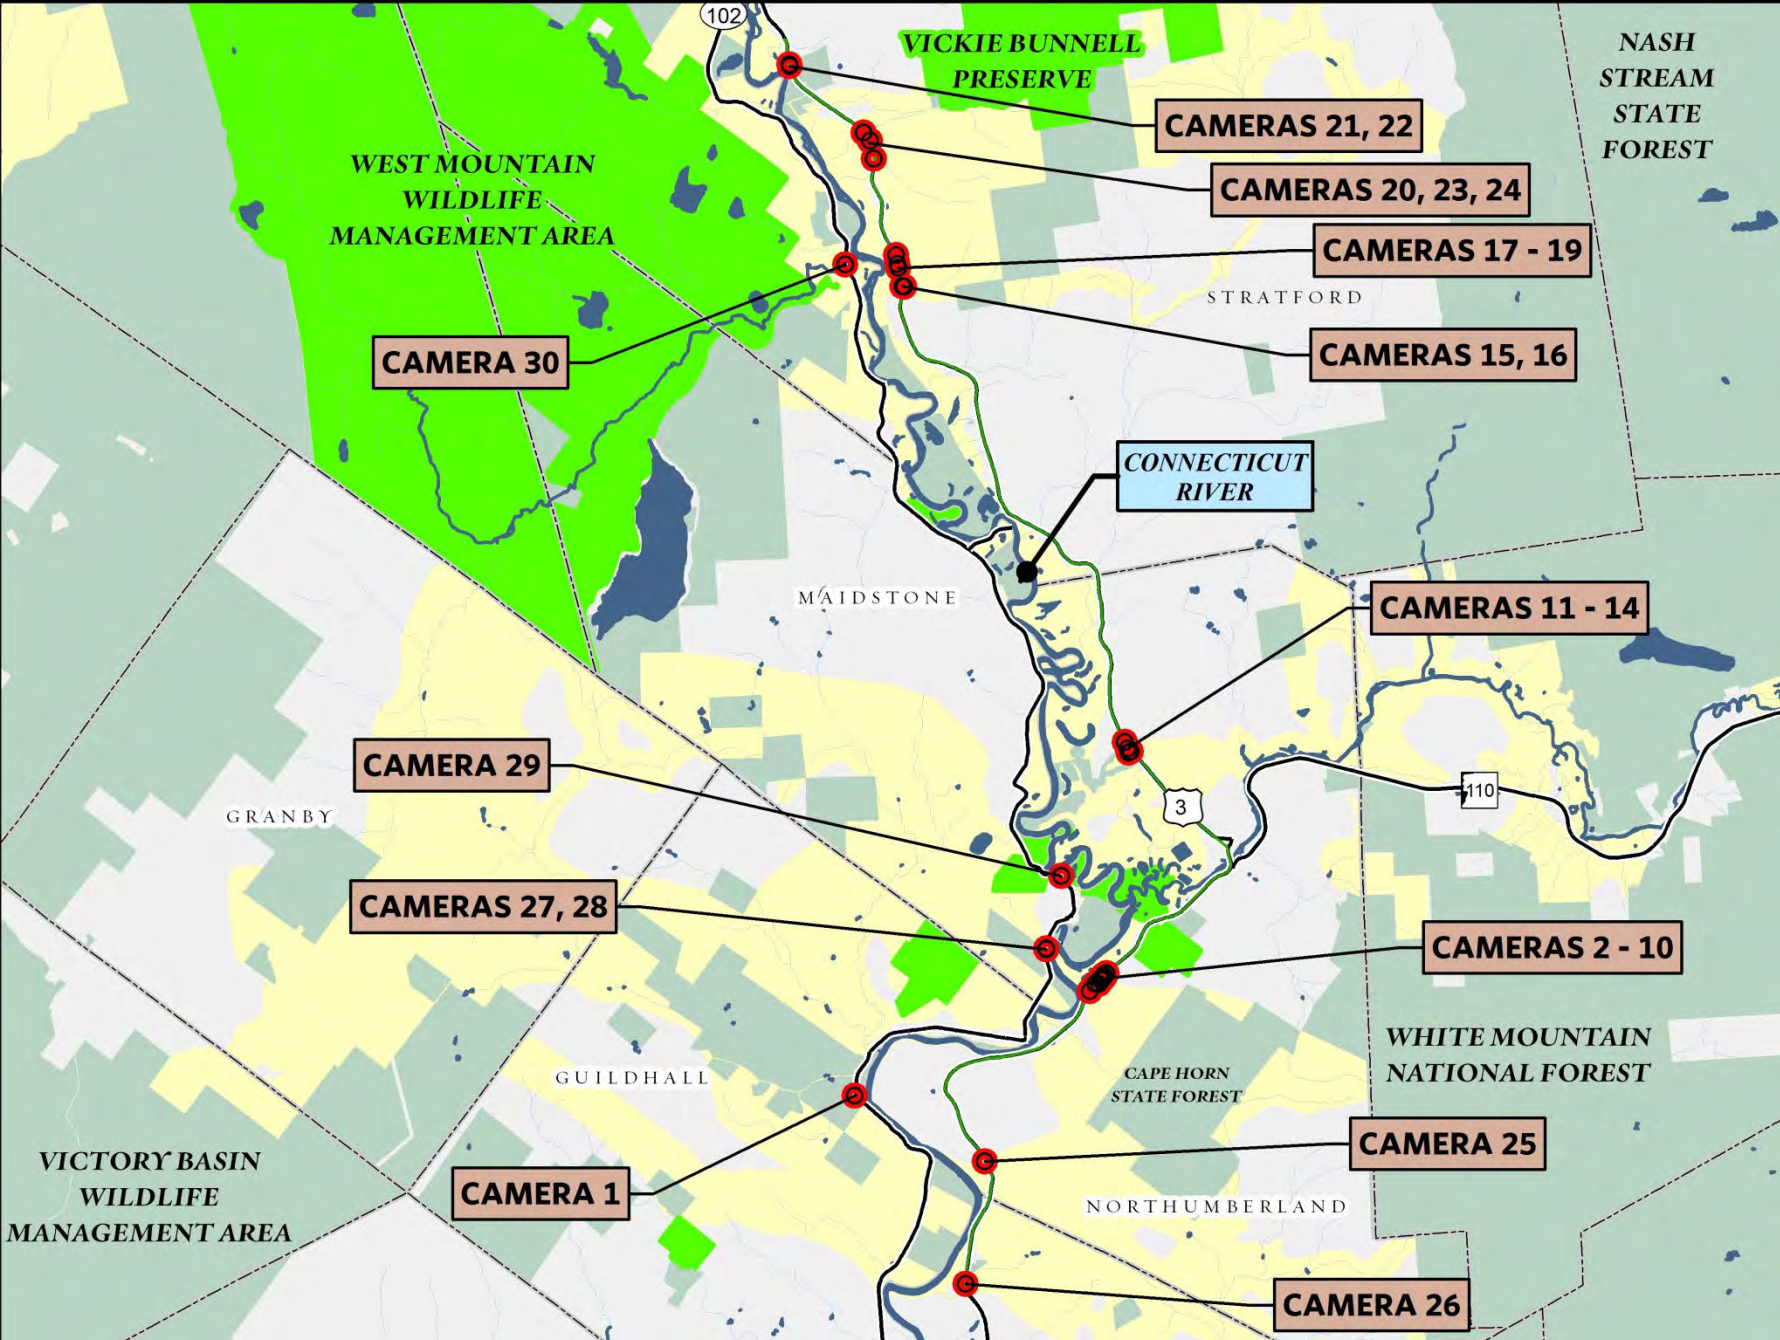 102
VICKIE BUNNELL
PRESERVE
NASH
STREAM
STATE
FOREST
CAMERAS 21, 22
WEST MOUNTAIN
WILDLIFE
MANAGEMENT AREA
CAMERAS 20, 23, 24
CAMERAS 17 - 19
STRATFORD
CAMERA 30
CAMERAS 15, 16
CONNECTICUT
RIVER
MAIDSTONE
CAMERAS 11 - 14
CAMERA 29
110
3
GRANBY
CAMERAS 27, 28
CAMERAS 2 - 10
WHITE MOUNTAIN
NATIONAL FOREST
GUILDHALL
CAPE HORN
STATE FOREST
CAMERA 25
VICTORY BASIN
WILDLIFE
MANAGEMENT AREA
CAMERA 1
NORTHUMBERLAND
CAMERA 26